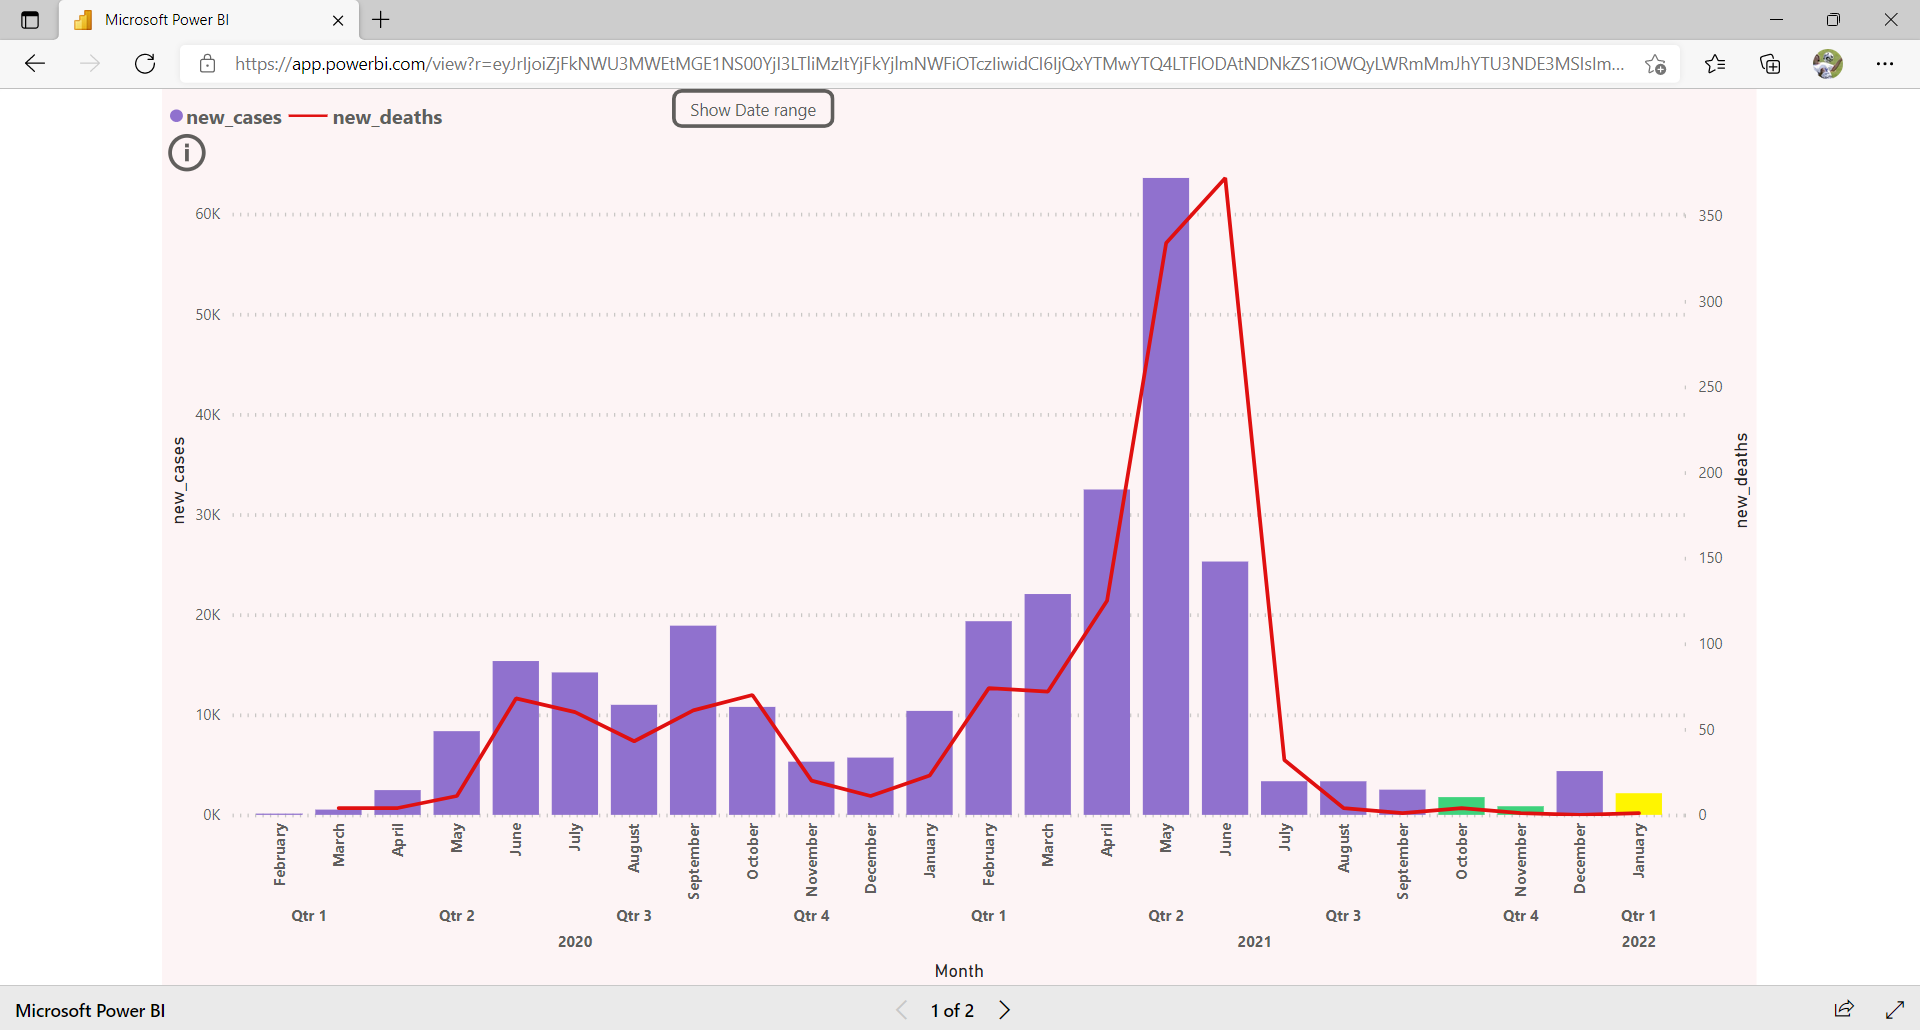 Microsoft Power BI
https://app.powerbi.com/view?r=eyJrIjoiZjFkNWU3MWEtMGE1NS00YjI3LTliMzItYjFkYjlmNWFiOTczIiwidCI6IjQxYTMwYTQ4LTFlODAtNDNkZS1iOWQyLWRmMmJhYTU3NDE3MSIsIm...
new_cases new_deaths
Show Date range
i
60K
50K
40K
30K
20K
10K
0K
new_cases
350
300
250
200
150
100
50
0
new_deaths
February March April May June July August September October November December January February March April May June July August September October November December January
Qtr 1 Qtr 2 Qtr 3 Qtr 4 Qtr 1 Qtr 2 Qtr 3 Qtr 4 Qtr 1
2020 2021 2022
Month
Microsoft Power BI
1 of 2